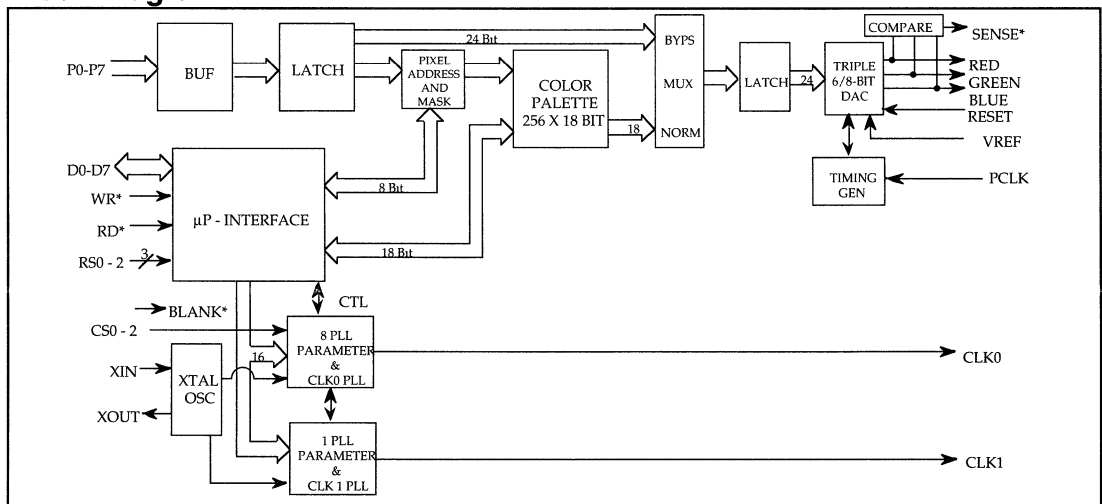 COMPARE
SENSE*
24 Bit
BYPS
P0-P7
BUF
LATCH
PIXEL
ADDRESS
AND
MASK
COLOR
PALETTE
256 X 18 BIT
18
MUX
NORM
LATCH
24
TRIPLE
6/8-BIT
DAC
RED
GREEN
BLUE
RESET
VREF
TIMING
GEN
PCLK
D0-D7
WR*
RD*
RS0 - 2
3
µP - INTERFACE
8 Bit
18 Bit
BLANK*
CTL
CS0 - 2
16
8 PLL
PARAMETER
&
CLK0 PLL
CLK0
XIN
XOUT
XTAL
OSC
1 PLL
PARAMETER
&
CLK 1 PLL
CLK1